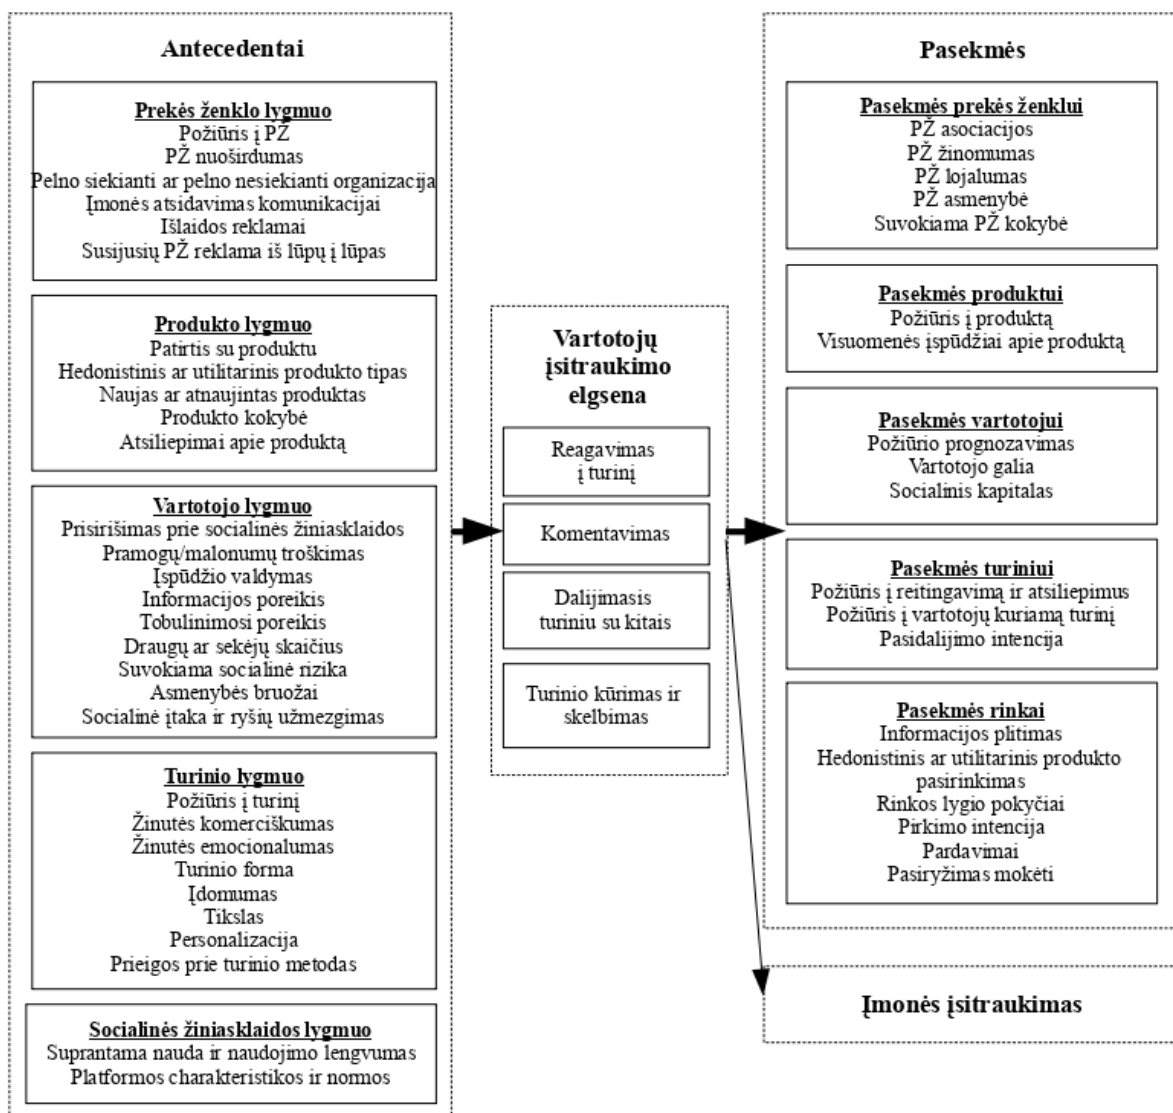 Antecedentai
Prekės ženklo lygmuo
Požiūris į PŽ
PŽ nuoširdumas
Pelno siekianti ar pelno nesiekianti organizacija
Įmonės atsidavimas komunikacijai
Išlaidos reklamai
Susijusių PŽ reklama iš lūpų į lūpas
Produkto lygmuo
Patirtis su produktu
Hedonistinis ar utilitarinis produkto tipas
Naujas ar atnaujintas produktas
Produkto kokybė
Atsiliepimai apie produktą
Vartotojo lygmuo
Prisirišimas prie socialinės žiniasklaidos
Pramogų/malonumų troškimas
Įspūdžio valdymas
Informacijos poreikis
Tobulinimosi poreikis
Draugų ar sekėjų skaičius
Suvokiama socialinė rizika
Asmenybės bruožai
Socialinė įtaka ir ryšių užmezgimas
Turinio lygmuo
Požiūris į turinį
Žinutės komerciškumas
Žinutės emocionalumas
Turinio forma
Įdomumas
Tikslas
Personalizacija
Prieigos prie turinio metodas
Socialinės žiniasklaidos lygmuo
Suprantama nauda ir naudojimo lengvumas
Platformos charakteristikos ir normos
Vartotojų
įsitraukimo
elgsena
Reagavimas
į turinį
Komentavimas
Dalijimasis
turiniu su kitais
Turinio kūrimas ir
skelbimas
Pasekmės
Pasekmės prekės ženklui
PŽ asociacijos
PŽ žinomumas
PŽ lojalumas
PŽ asmenybė
Suvokiama PŽ kokybė
Pasekmės produktui
Požiūris į produktą
Visuomenės įspūdžiai apie produktą
Pasekmės vartotojui
Požiūrio prognozavimas
Vartotojo galia
Socialinis kapitalas
Pasekmės turiniui
Požiūris į reitingavimą ir atsiliepimus
Požiūris į vartotojų kuriamą turinį
Pasidalijimo intencija
Pasekmės rinkai
Informacijos plitimas
Hedonistinis ar utilitarinis produkto
pasirinkimas
Rinkos lygio pokyčiai
Pirkimo intencija
Pardavimai
Pasiryžimas mokėti
Įmonės įsitraukimas